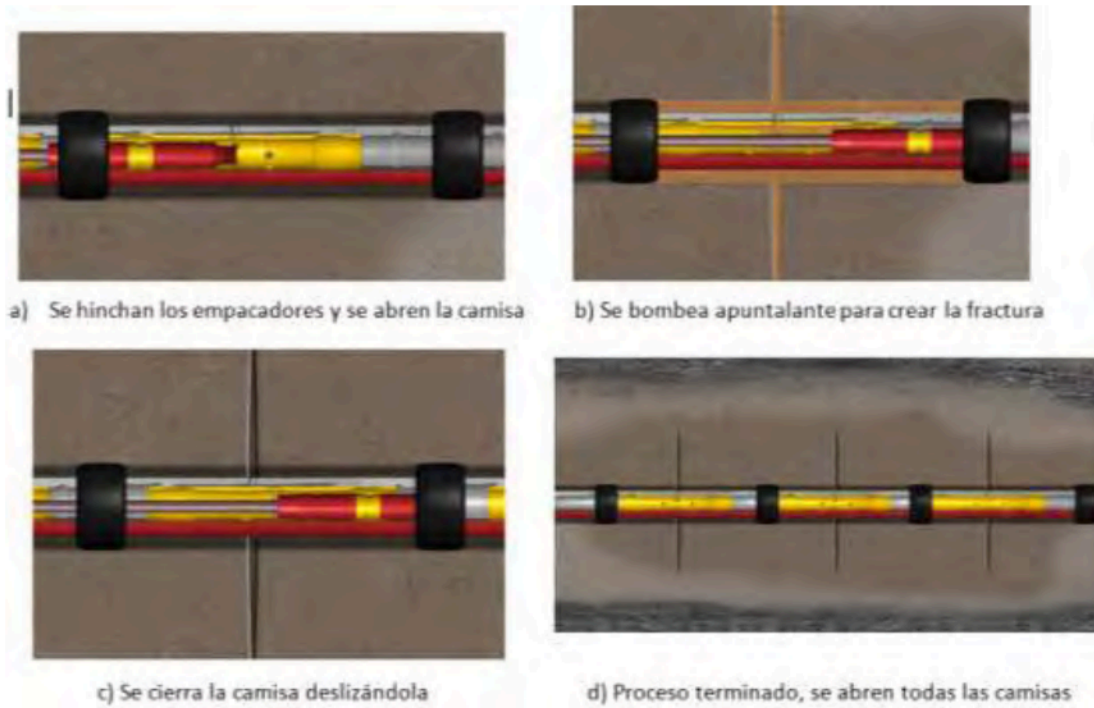 a) Se hinchan los empacadores y se abren la camisa
b) Se bombea apuntalante para crear la fractura
c) Se cierra la camisa deslizándola
d) Proceso terminado, se abren todas las camisas